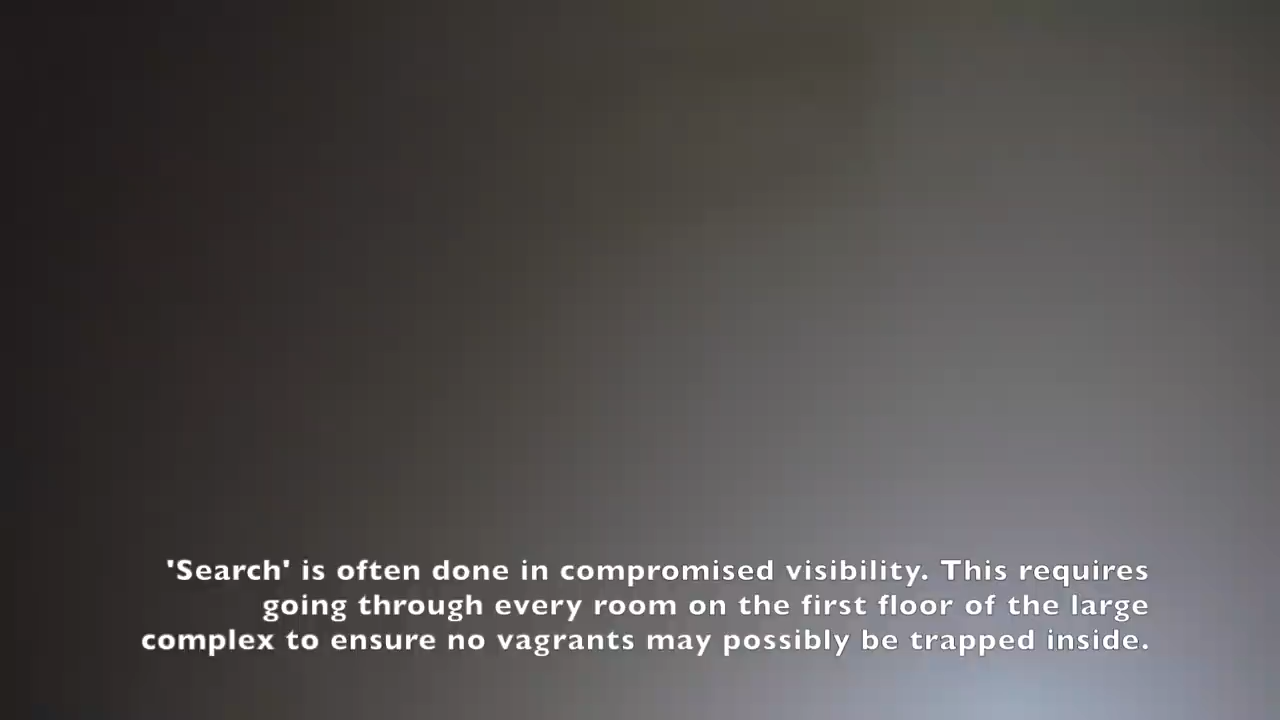 'Search' is often done in compromised visibility. This requires
going through every room on the first floor of the large
complex to ensure no vagrants may possibly be trapped inside.